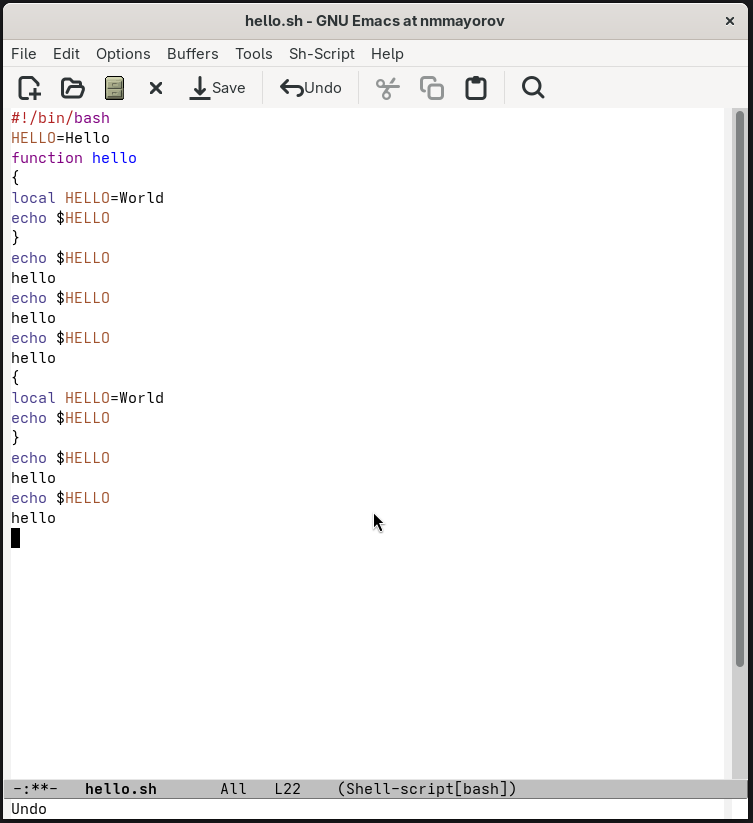 hello.sh - GNU Emacs at nmmayorov
File Edit Options Buffers Tools Sh-Script Help
Save Undo
#!/bin/bash
HELLO=Hello
function hello
{
local HELLO=World
echo $HELLO
}
echo $HELLO
hello
echo $HELLO
hello
echo $HELLO
hello
{
local HELLO=World
echo $HELLO
}
echo $HELLO
hello
echo $HELLO
hello
-:**- hello.sh All L22 (Shell-script[bash])
Undo